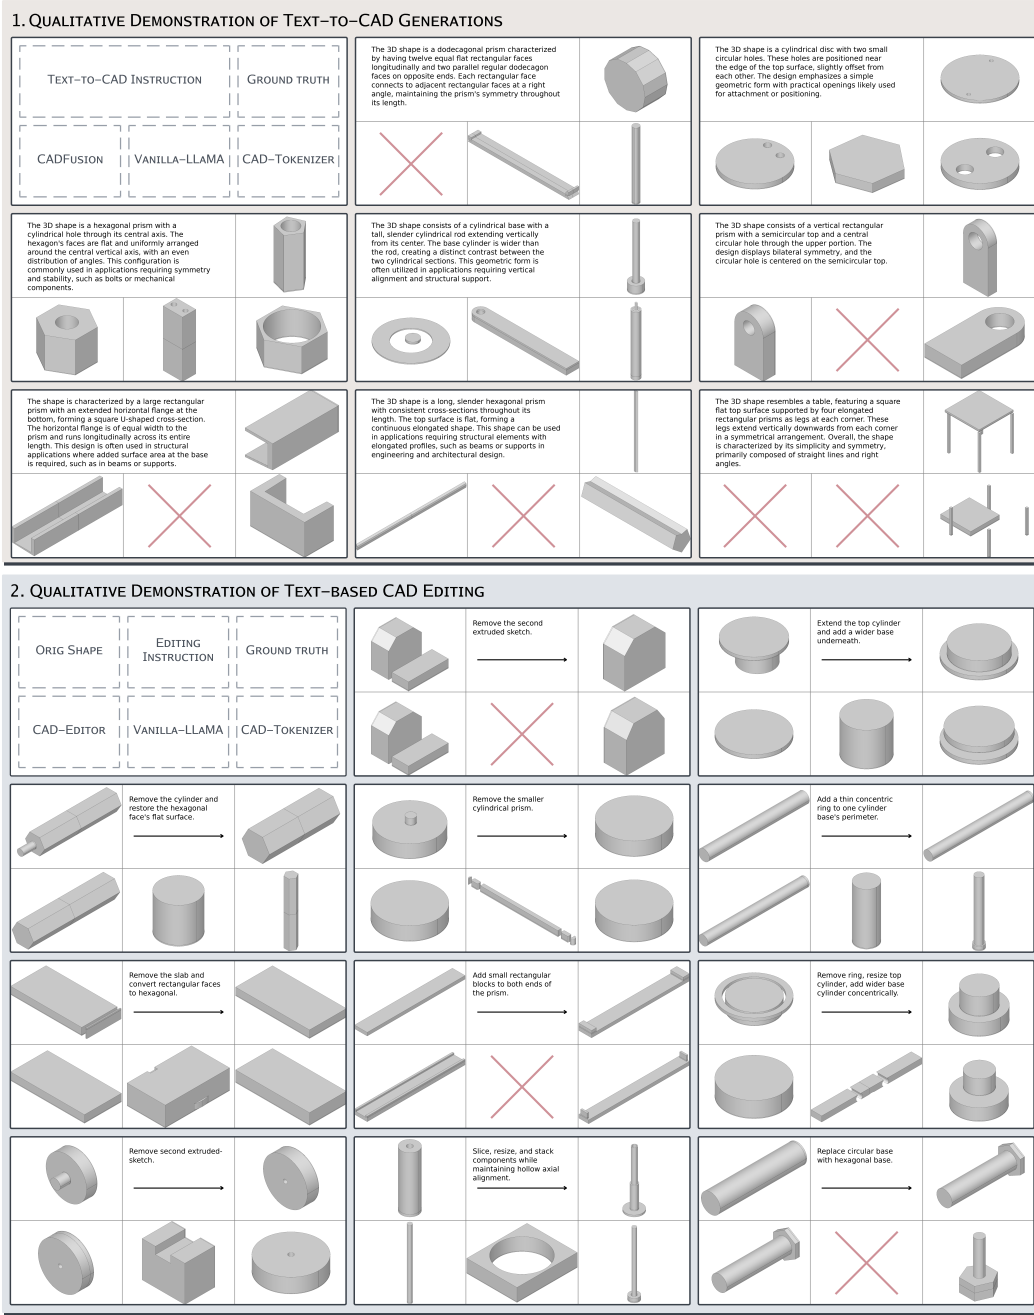 1. Qualitative Demonstration of Text-to-CAD Generations
Text-to-CAD Instruction
Ground truth
CADFusion
Vanilla-LLaMA
CAD-Tokenizer
The 3D shape is a dodecagonal prism characterized
by having twelve equal flat rectangular faces
longitudinally and two parallel regular dodecagon
faces on opposite ends. Each rectangular face
connects to adjacent rectangular faces at a right
angle, maintaining the prism's symmetry throughout
its length.
The 3D shape is a cylindrical disc with two small
circular holes. These holes are positioned near
the edge of the top surface, slightly offset from
each other. The design emphasizes a simple
geometric form with practical openings likely used
for attachment or positioning.
The 3D shape is a hexagonal prism with a
cylindrical hole through its central axis. The
hexagon's faces are flat and uniformly arranged
around the central vertical axis, with an even
distribution of angles. This configuration is
commonly used in applications requiring symmetry
and stability, such as bolts or mechanical
components.
The 3D shape consists of a cylindrical base with a
tall, slender cylindrical rod extending vertically
from its center. The base cylinder is wider than
the rod, creating a distinct contrast between the
two cylindrical sections. This geometric form is
often utilized in applications requiring vertical
alignment and structural support.
The 3D shape consists of a vertical rectangular
prism with a semicircular top and a central
circular hole through the upper portion. The
design displays bilateral symmetry, and the
circular hole is centered on the semicircular top.
The shape is characterized by a large rectangular
prism with an extended horizontal flange at the
bottom, forming a square U-shaped cross-section.
The horizontal flange is of equal width to the
prism and runs longitudinally across its entire
length. This design is often used in structural
applications where added surface area at the base
is required, such as in beams or supports.
The 3D shape is a long, slender hexagonal prism
with consistent cross-sections throughout its
length. The top surface is flat, forming a
continuous elongated shape. This shape can be used
in applications requiring structural elements with
elongated profiles, such as beams or supports in
engineering and architectural design.
The 3D shape resembles a table, featuring a square
flat top surface supported by four elongated
rectangular prisms as legs at each corner. These
legs extend vertically downwards from each corner
in a symmetrical arrangement. Overall, the shape
is characterized by its simplicity and symmetry,
primarily composed of straight lines and right
angles.
2. Qualitative Demonstration of Text-based CAD Editing
Orig Shape
Editing
Instruction
Ground truth
CAD-Editor
Vanilla-LLaMA
CAD-Tokenizer
Remove the second
extruded sketch.
Extend the top cylinder
and add a wider base
underneath.
Remove the cylinder and
restore the hexagonal
face's flat surface.
Remove the smaller
cylindrical prism.
Add a thin concentric
ring to one cylinder
base's perimeter.
Remove the slab and
convert rectangular faces
to hexagonal.
Add small rectangular
blocks to both ends of
the prism.
Remove ring, resize top
cylinder, add wider base
cylinder concentrically.
Remove second extruded-
sketch.
Slice, resize, and stack
components while
maintaining hollow axial
alignment.
Replace circular base
with hexagonal base.